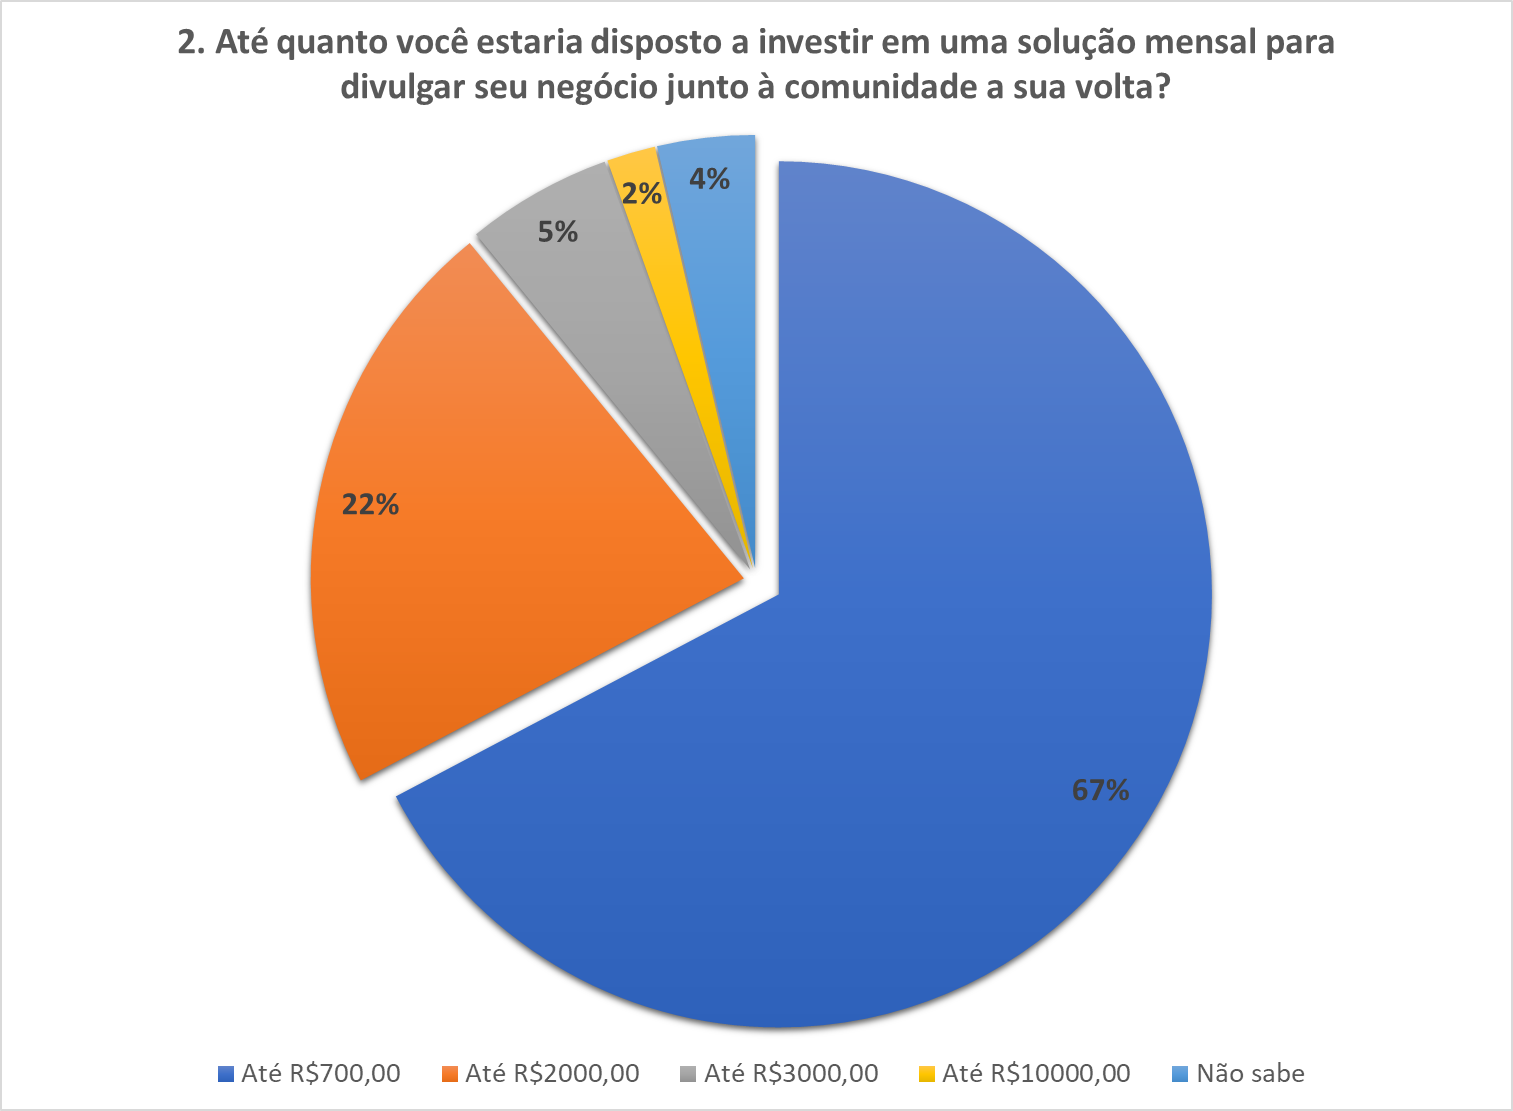 2. Até quanto você estaria disposto a investir em uma solução mensal para
divulgar seu negócio junto à comunidade a sua volta?
4%
2%
5%
22%
67%
Até R$700,00
Até R$2000,00
Até R$3000,00
Até R$10000,00
Não sabe